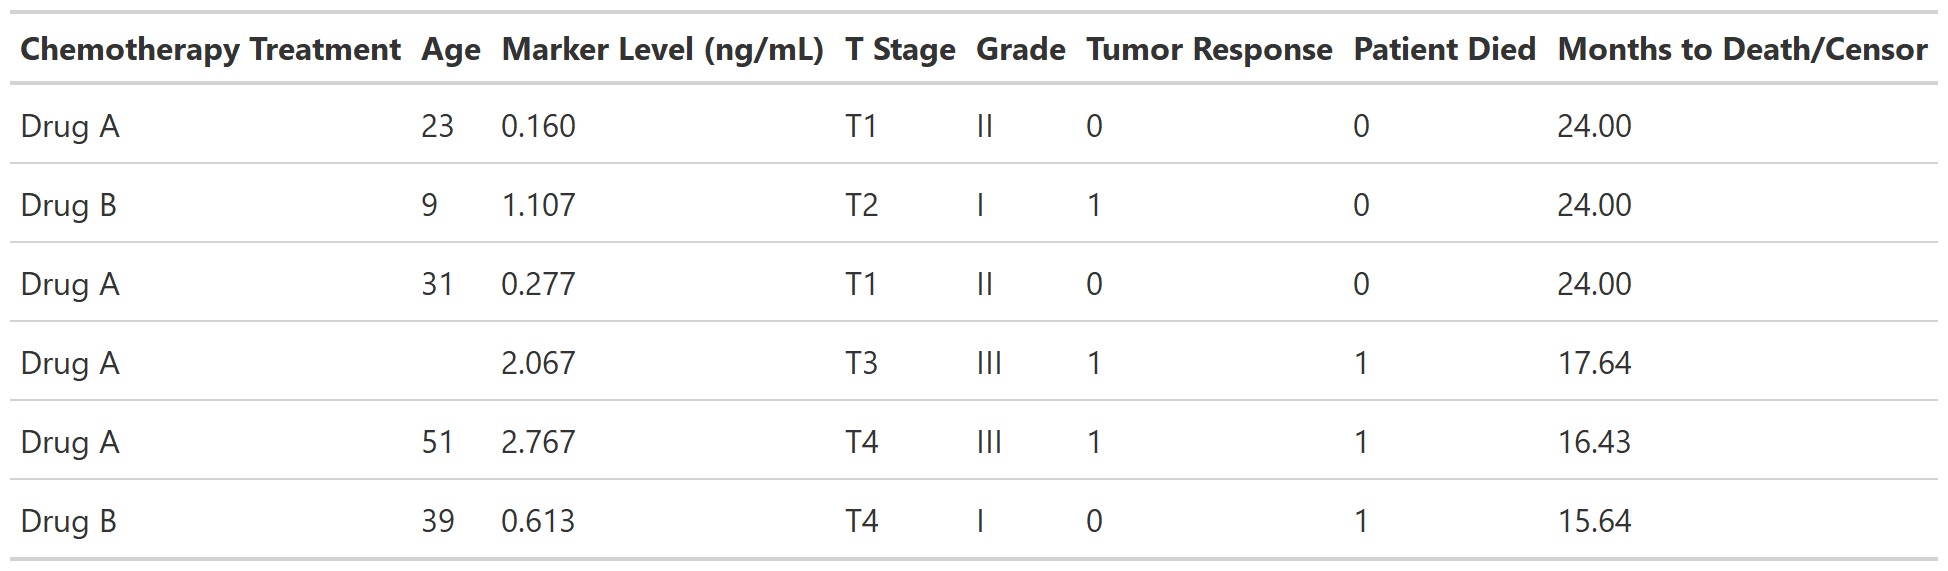 Chemotherapy Treatment Age Marker Level (ng/mL) T Stage Grade Tumor Response Patient Died Months to Death/Censor
Drug A 23 0.160 T1 II 0 0 24.00
Drug B 9 1.107 T2 I 1 0 24.00
Drug A 31 0.277 T1 II 0 0 24.00
Drug A 2.067 T3 III 1 1 17.64
Drug A 51 2.767 T4 III 1 1 16.43
Drug B 39 0.613 T4 I 0 1 15.64